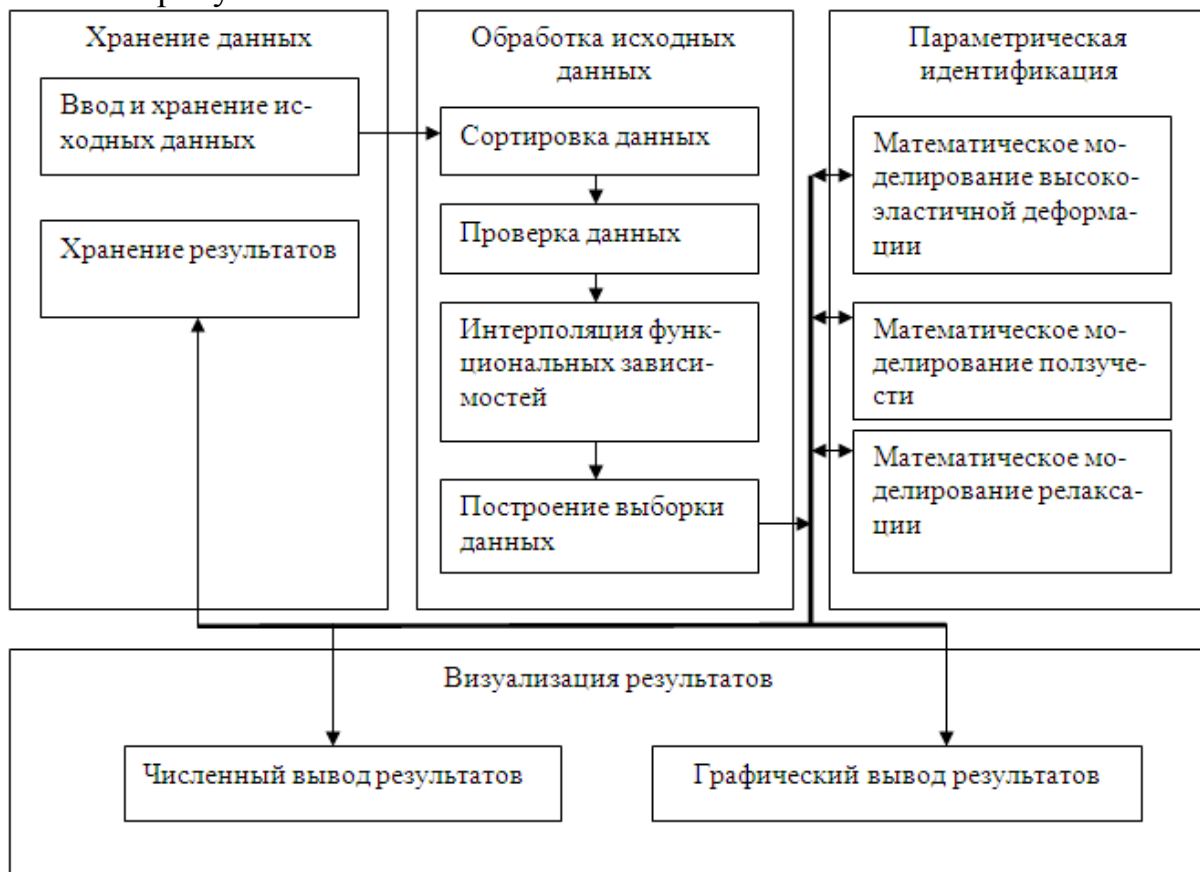 Хранение данных
Ввод и хранение ис-
ходных данных
Хранение результатов
Обработка исходных
данных
Сортировка данных
Проверка данных
Интерполяция функ-
циональных зависи-
мостей
Построение выборки
данных
Параметрическая
идентификация
Математическое мо-
делирование высоко-
эластичной деформа-
ции
Математическое мо-
делирование ползуче-
сти
Математическое мо-
делирование релакса-
ции
Визуализация результатов
Численный вывод результатов
Графический вывод результатов